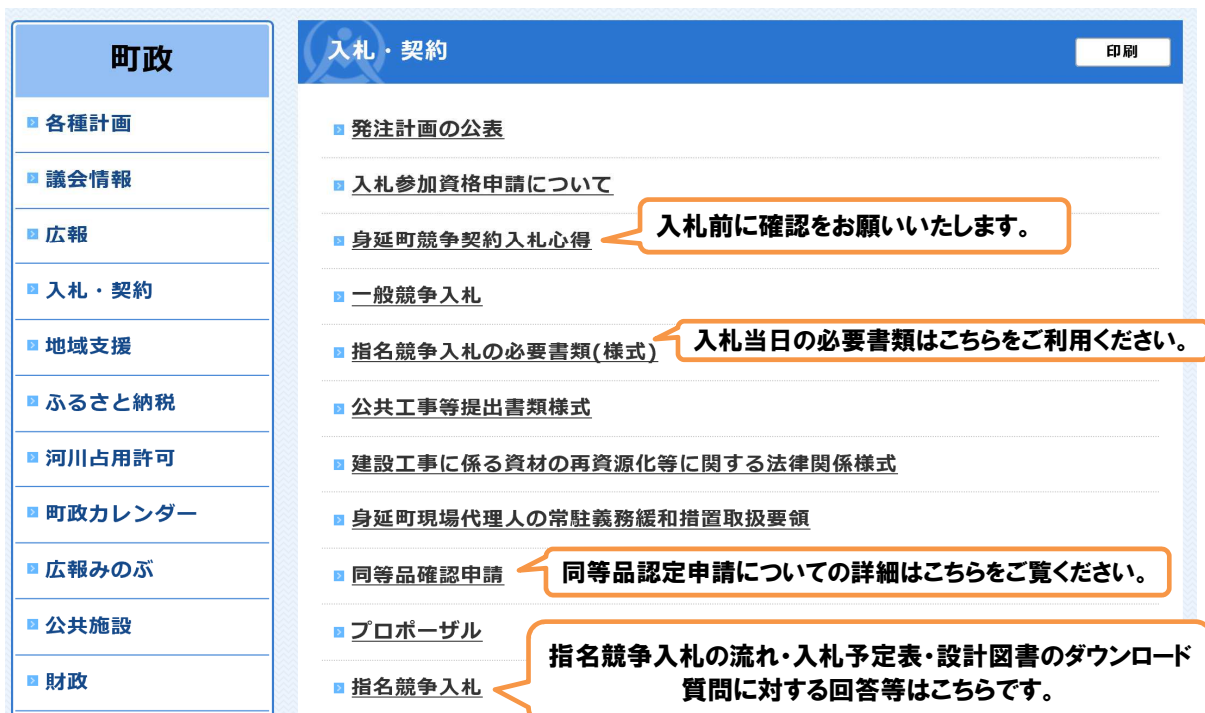 町政
各種計画
議会情報
広報
入札・契約
地域支援
ふるさと納税
河川占用許可
町政カレンダー
広報みのぶ
公共施設
財政
入札・契約
印刷
発注計画の公表
入札参加資格申請について
身延町競争契約入札心得
入札前に確認をお願いいたします。
一般競争入札
指名競争入札の必要書類(様式)
入札当日の必要書類はこちらをご利用ください。
公共工事等提出書類様式
建設工事に係る資材の再資源化等に関する法律関係様式
身延町現場代理人の常駐義務緩和措置取扱要領
同等品確認申請
同等品認定申請についての詳細はこちらをご覧ください。
プロポーザル
指名競争入札
指名競争入札の流れ・入札予定表・設計図書のダウンロード
質問に対する回答等はこちらです。